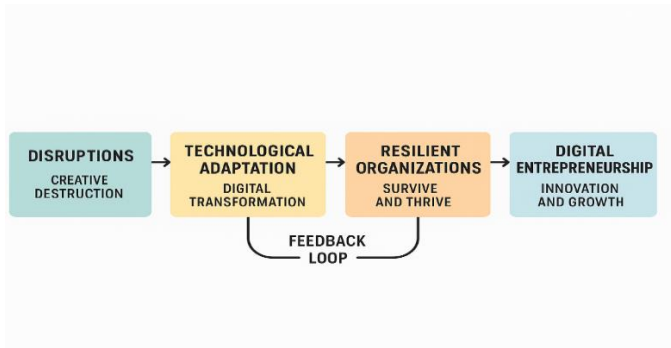 DISRUPTIONS
CREATIVE
DESTRUCTION
TECHNOLOGICAL
ADAPTATION
DIGITAL
TRANSFORMATION
RESILIENT
ORGANIZATIONS
SURVIVE
AND THRIVE
DIGITAL
ENTREPRENEURSHIP
INNOVATION
AND GROWTH
FEEDBACK
LOOP